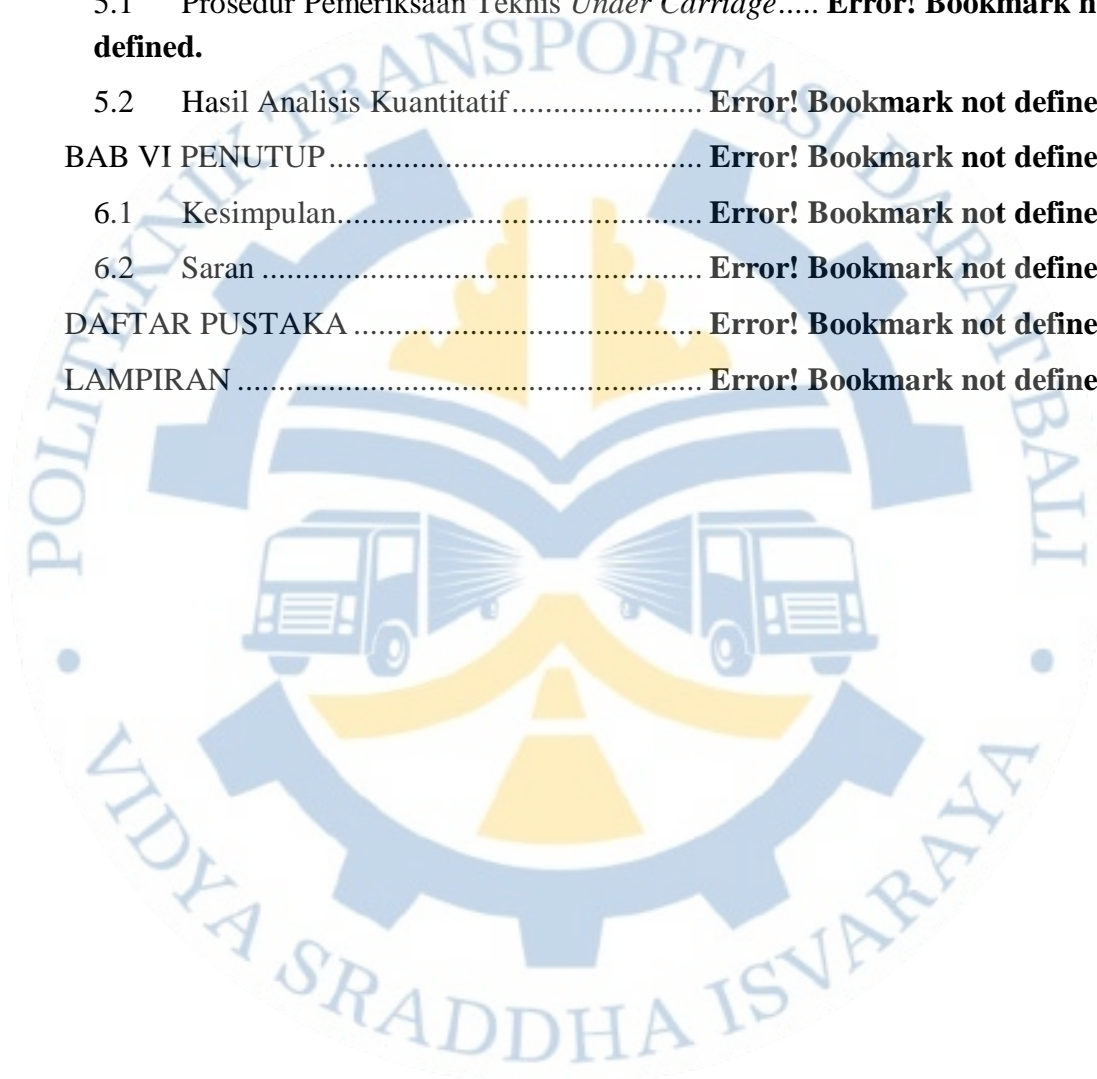 5.1 Prosedur Pemeriksaan Teknis Under Carriage..... Error! Bookmark n
defined.
5.2 Hasil Analisis Kuantitatif...................... Error! Bookmark not define
BAB VI PENUTUP........................................... Error! Bookmark not define
6.1 Kesimpulan.......................................... Error! Bookmark not define
6.2 Saran ................................................... Error! Bookmark not define
DAFTAR PUSTAKA ........................................ Error! Bookmark not define
LAMPIRAN ..................................................... Error! Bookmark not define
POLITEKNIK TRANSPORTASI DARAT BALI
VIDYA SRADDHA ISVARAYA